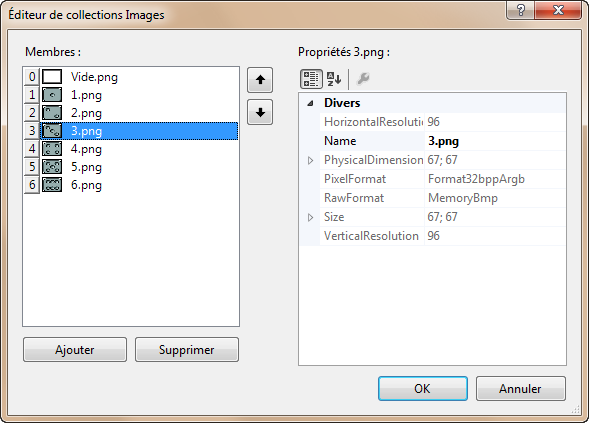 Éditeur de collections Images
Membres :
0 Vide.png
1 1.png
2 2.png
3 3.png
4 4.png
5 5.png
6 6.png
Ajouter
Supprimer
Propriétés 3.png :
Divers
HorizontalResolutio 96
Name 3.png
PhysicalDimension 67; 67
PixelFormat Format32bppArgb
RawFormat MemoryBmp
Size 67; 67
VerticalResolution 96
OK
Annuler